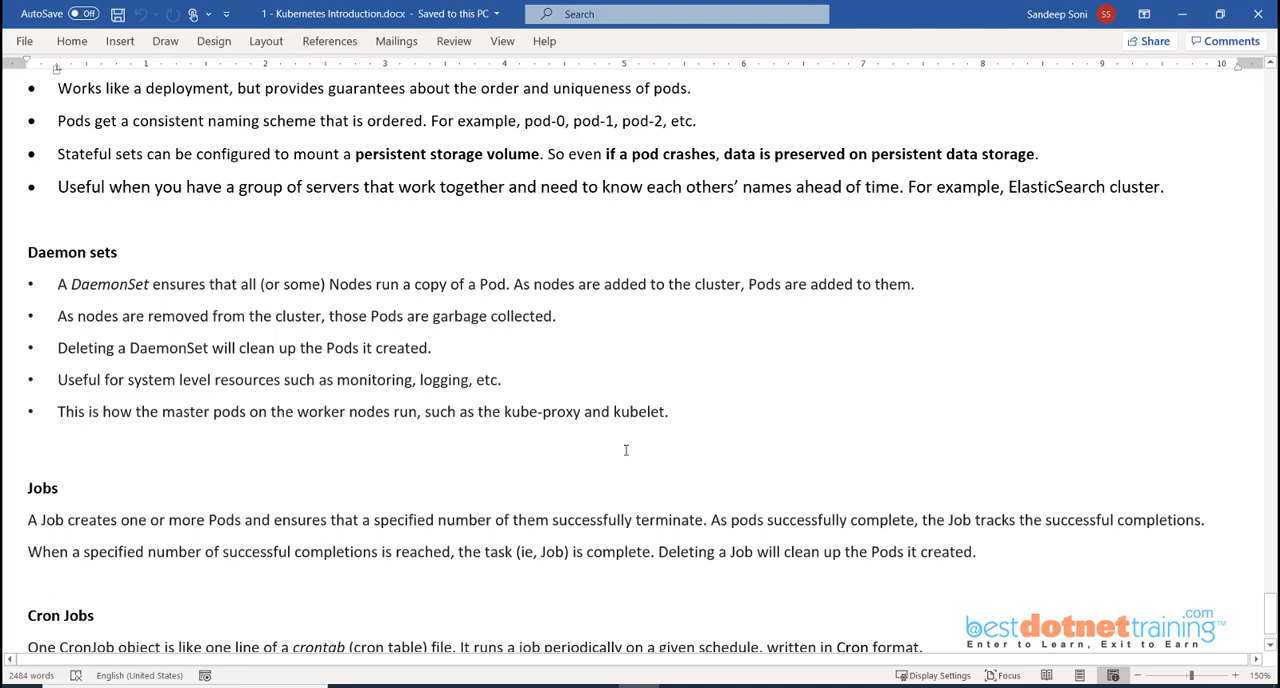 AutoSave Off 1 - Kubernetes Introduction.docx - Saved to this PC Search Sandeep Soni SS
File Home Insert Draw Design Layout References Mailings Review View Help Share Comments
1 2 3 4 5 6 7 8 9 10
• Works like a deployment, but provides guarantees about the order and uniqueness of pods.
• Pods get a consistent naming scheme that is ordered. For example, pod-0, pod-1, pod-2, etc.
• Stateful sets can be configured to mount a persistent storage volume. So even if a pod crashes, data is preserved on persistent data storage.
• Useful when you have a group of servers that work together and need to know each others’ names ahead of time. For example, ElasticSearch cluster.
Daemon sets
• A DaemonSet ensures that all (or some) Nodes run a copy of a Pod. As nodes are added to the cluster, Pods are added to them.
• As nodes are removed from the cluster, those Pods are garbage collected.
• Deleting a DaemonSet will clean up the Pods it created.
• Useful for system level resources such as monitoring, logging, etc.
• This is how the master pods on the worker nodes run, such as the kube-proxy and kubelet.
Jobs
A Job creates one or more Pods and ensures that a specified number of them successfully terminate. As pods successfully complete, the Job tracks the successful completions.
When a specified number of successful completions is reached, the task (ie, Job) is complete. Deleting a Job will clean up the Pods it created.
Cron Jobs
One CronJob object is like one line of a crontab (cron table) file. It runs a job periodically on a given schedule, written in Cron format.
@bestdotnettraining.com™
Enter to Learn, Exit to Earn
2484 words English (United States) Display Settings Focus 150%